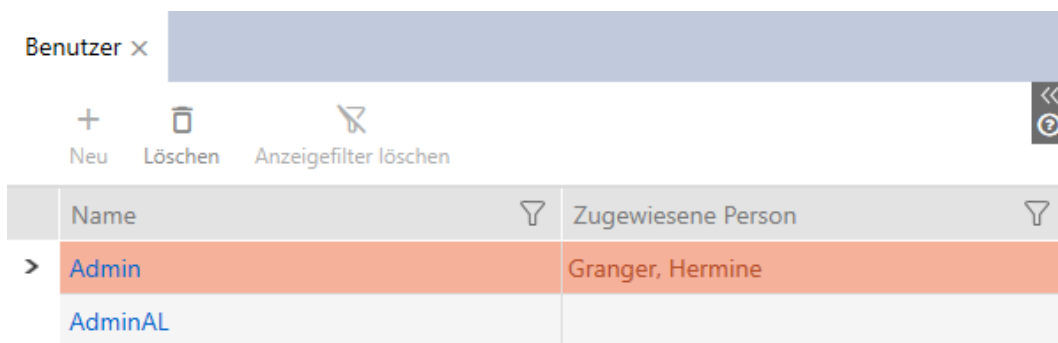 Benutzer
Neu Löschen Anzeigefilter löschen
Name Zugewiesene Person
Admin Granger, Hermine
AdminAL